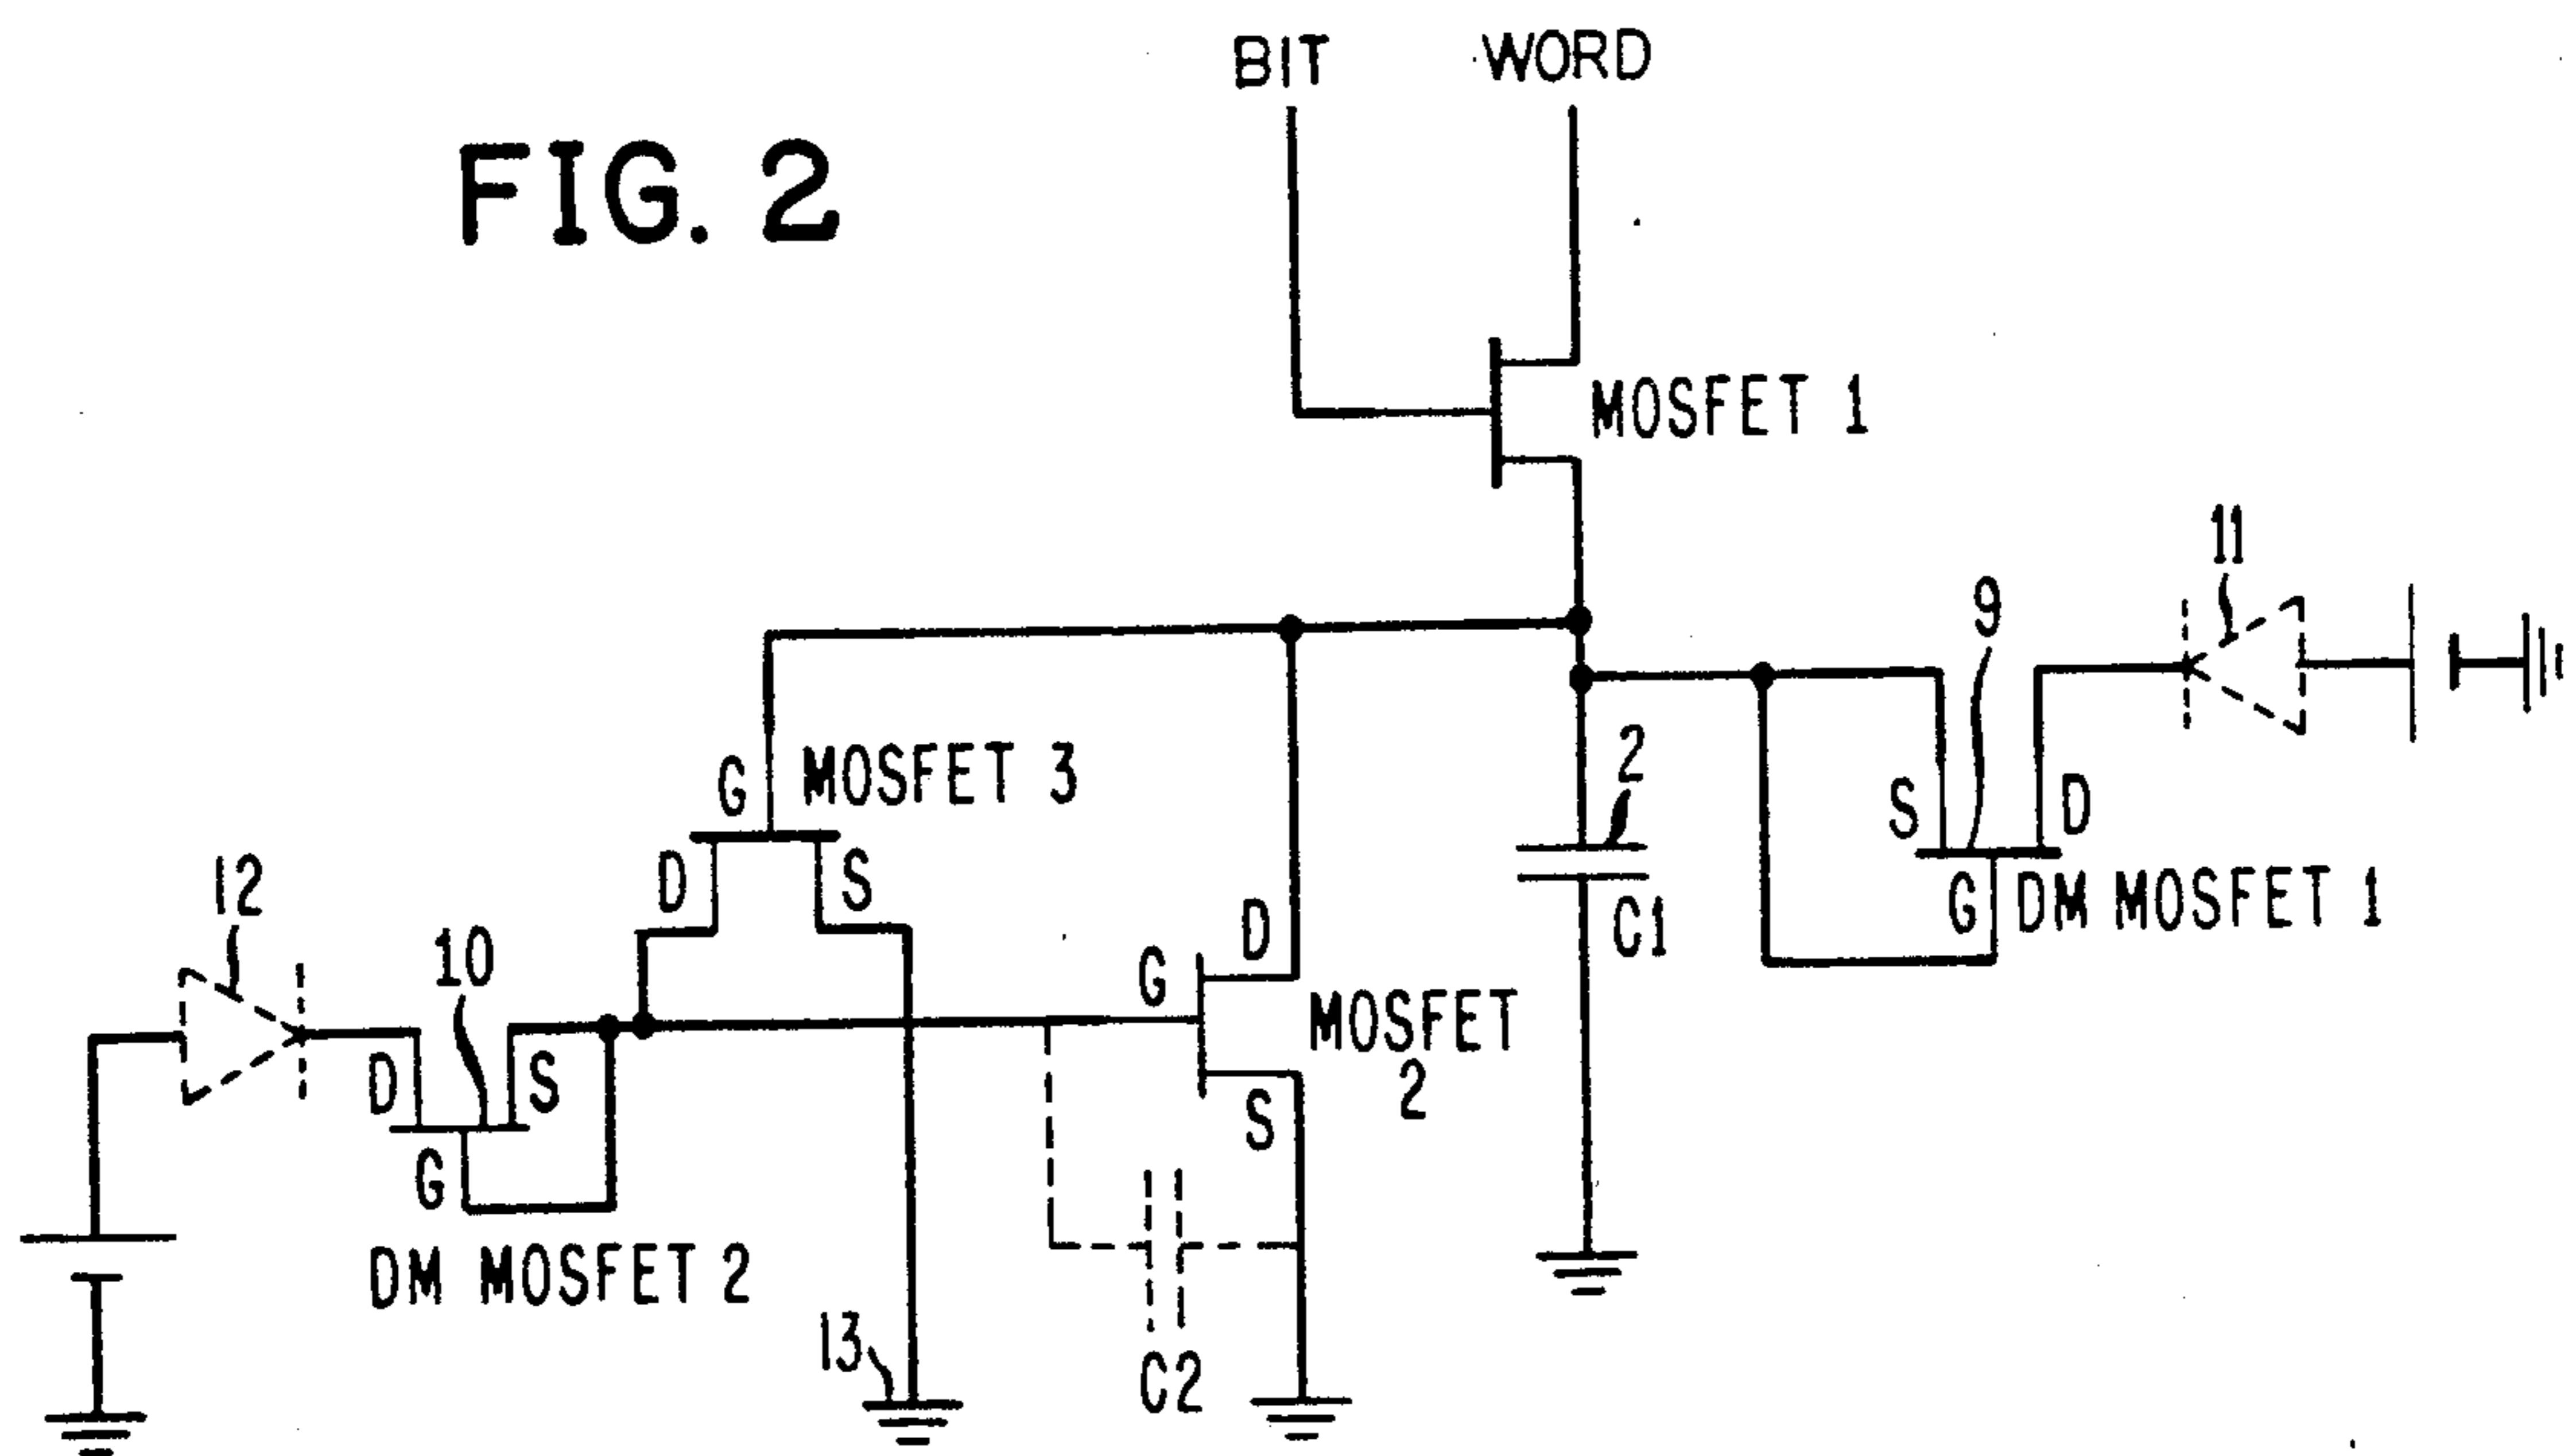 FIG. 2
BIT
WORD
MOSFET 1
11
9
G
MOSFET 3
2
S
D
D
S
12
10
G
D
C1
G
DM MOSFET 1
MOSFET
2
D
S
S
G
DM MOSFET 2
13
C2